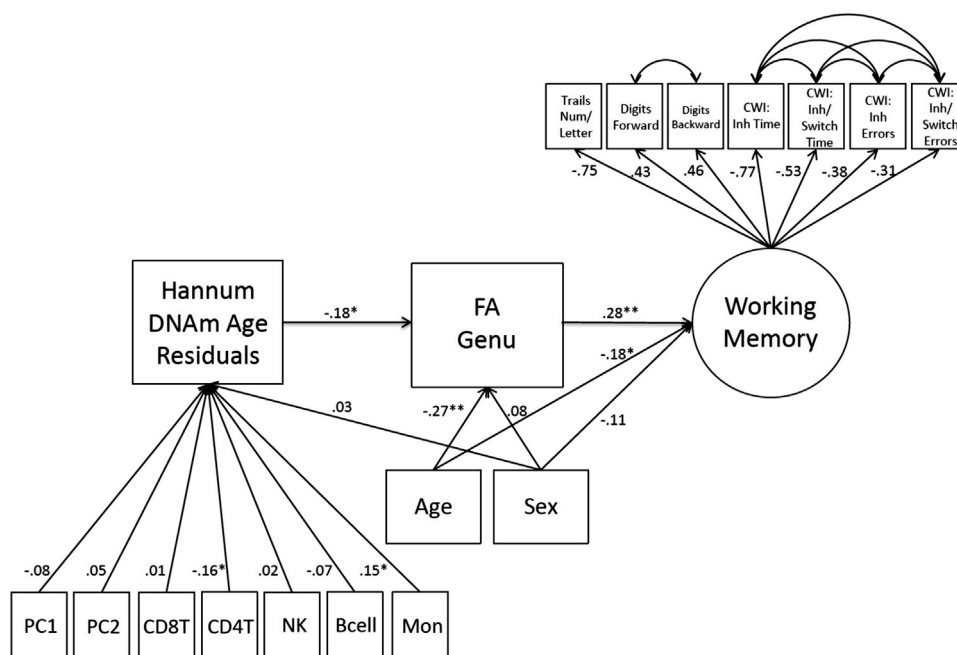 Trails
Num/
Letter
Digits
Forward
Digits
Backward
CWI:
Inh Time
CWI:
Inh/
Switch
Time
CWI:
Inh
Errors
CWI:
Inh/
Switch
Errors
-.75
.43
.46
-.77
-.53
-.38
-.31
Hannum
DNAm Age
Residuals
-.18*
FA
Genu
.28**
Working
Memory
-.18*
.03
-.27**
.08
-.11
Age
Sex
-.08
.05
.01
-.16*
.02
-.07
.15*
PC1
PC2
CD8T
CD4T
NK
Bcell
Mon